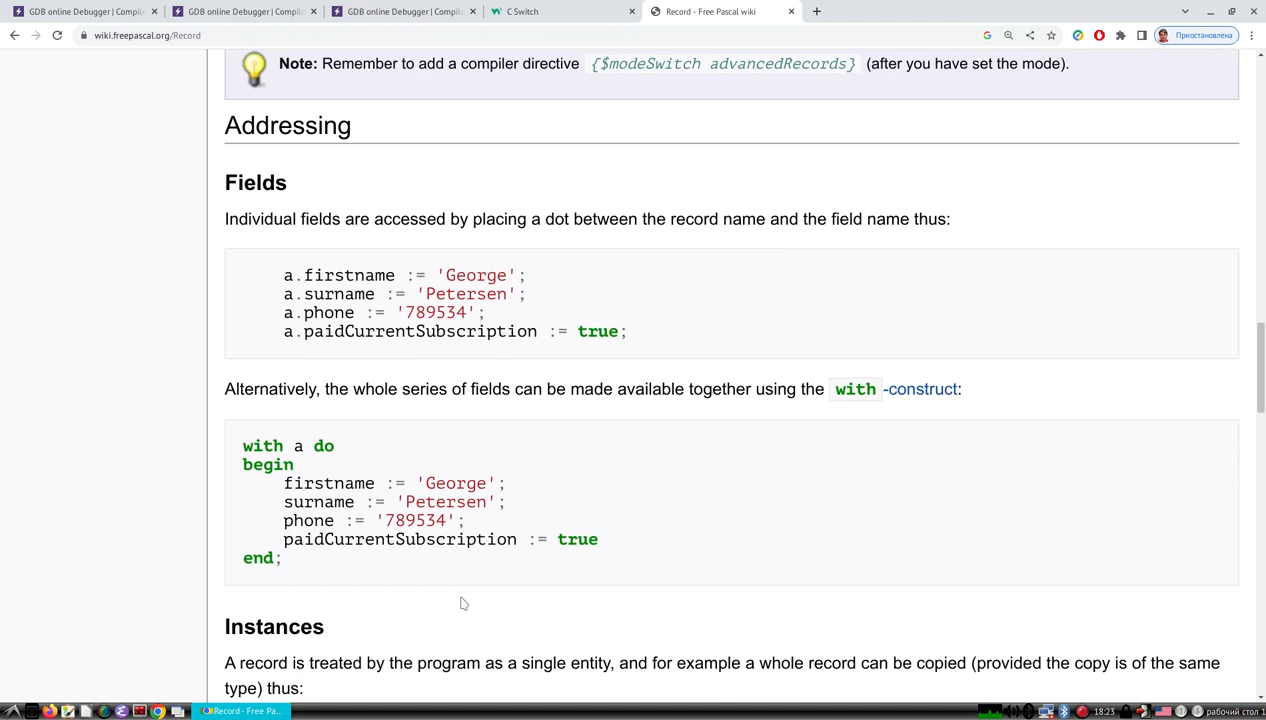 GDB online Debugger | Compile
GDB online Debugger | Compile
GDB online Debugger | Compile
C Switch
Record - Free Pascal wiki
wiki.freepascal.org/Record
Приостановлена
Note: Remember to add a compiler directive {$modeSwitch advancedRecords} (after you have set the mode).
Addressing
Fields
Individual fields are accessed by placing a dot between the record name and the field name thus:
a.firstname := 'George';
a.surname := 'Petersen';
a.phone := '789534';
a.paidCurrentSubscription := true;
Alternatively, the whole series of fields can be made available together using the with -construct:
with a do
begin
firstname := 'George';
surname := 'Petersen';
phone := '789534';
paidCurrentSubscription := true
end;
Instances
A record is treated by the program as a single entity, and for example a whole record can be copied (provided the copy is of the same
type) thus:
Record - Free Pa...
18:23
рабочий стол 1